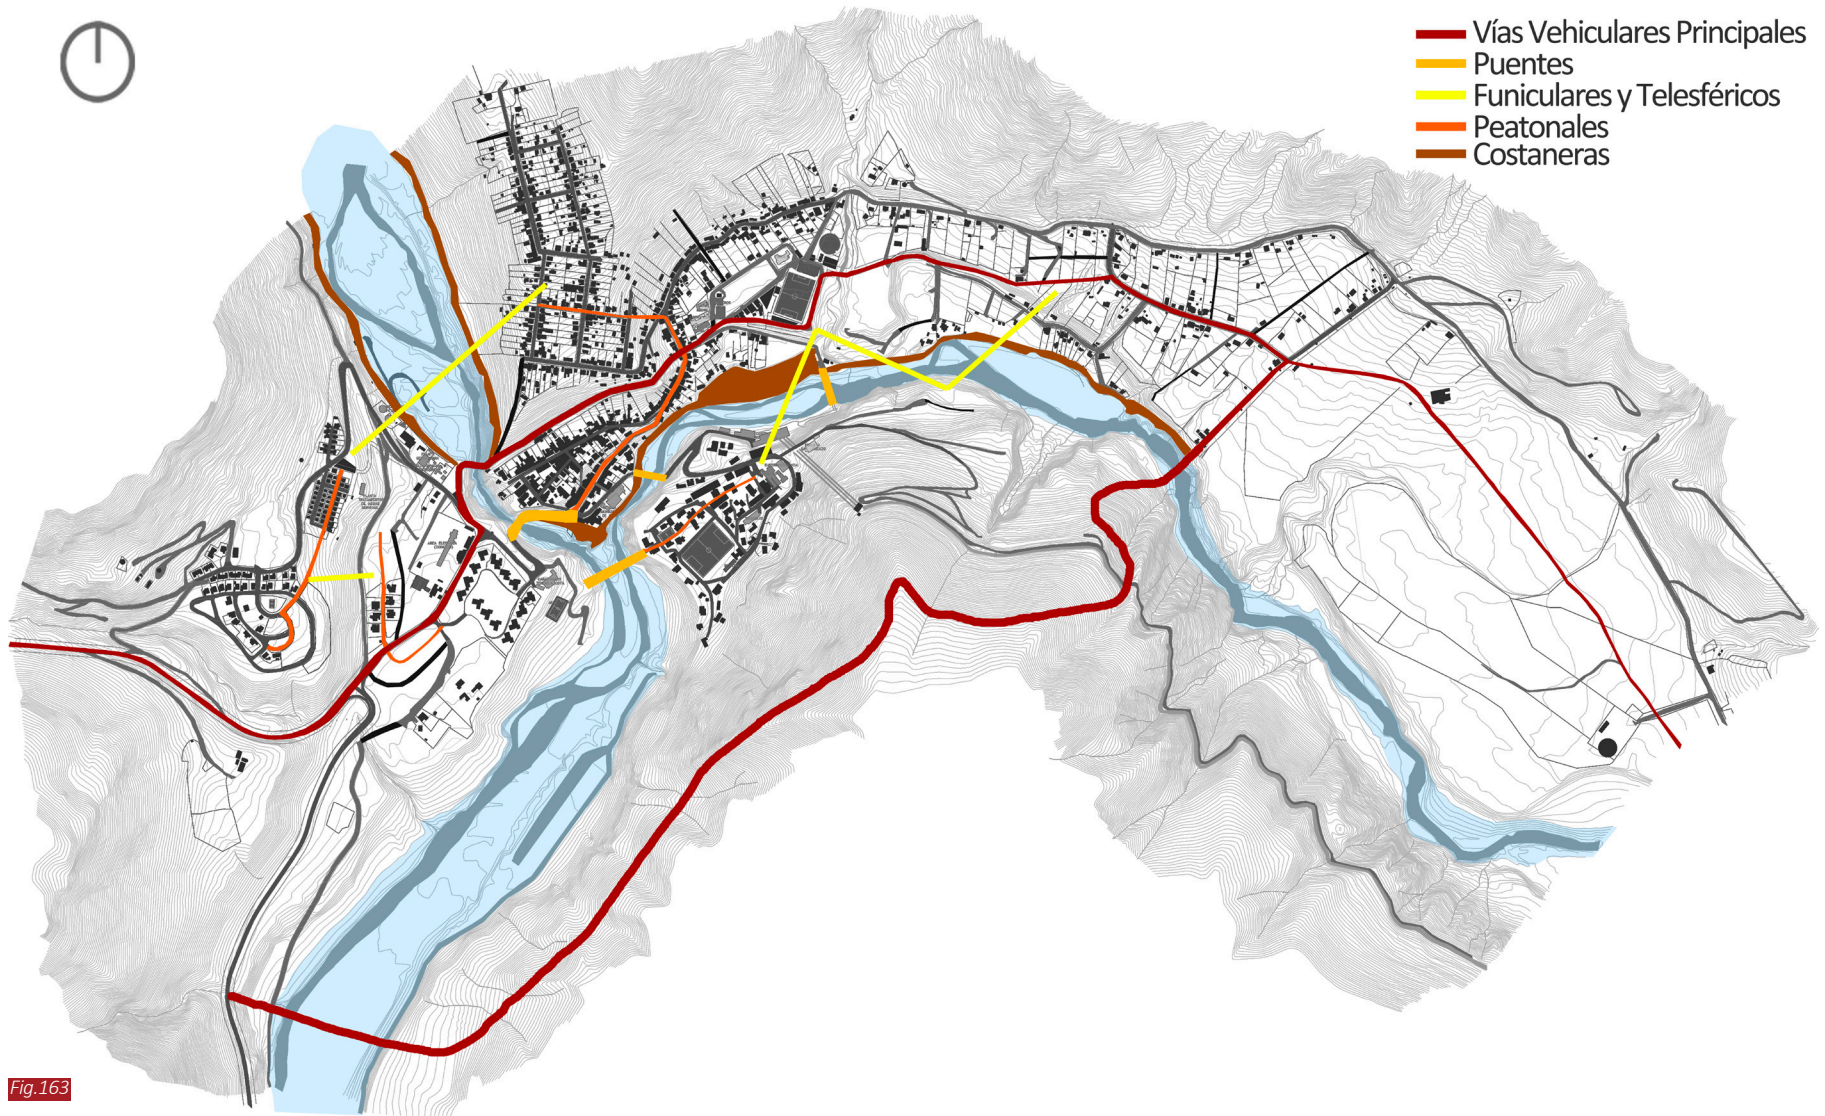 Vías Vehiculares Principales
Puentes
Funiculares y Telesféricos
Peatonales
Costaneras
Fig.163